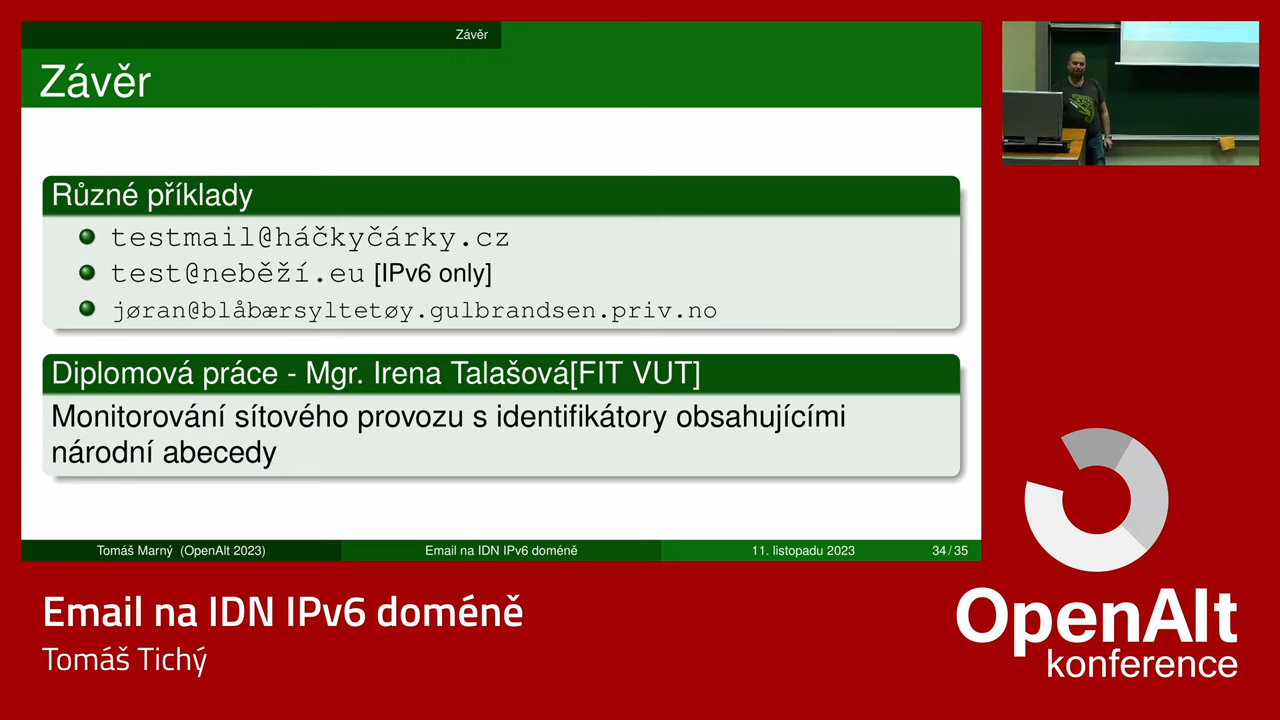 Závěr
Závěr
Různé příklady
testmail@háčkyčárky.cz
test@neběží.eu [IPv6 only]
jøran@blåbærsyltetøy.gulbrandsen.priv.no
Diplomová práce - Mgr. Irena Talašová[FIT VUT]
Monitorování sítového provozu s identifikátory obsahujícími
národní abecedy
Tomáš Marný (OpenAlt 2023)
Email na IDN IPv6 doméně
11. listopadu 2023
34 / 35
Email na IDN IPv6 doméně
Tomáš Tichý
OpenAlt
konference